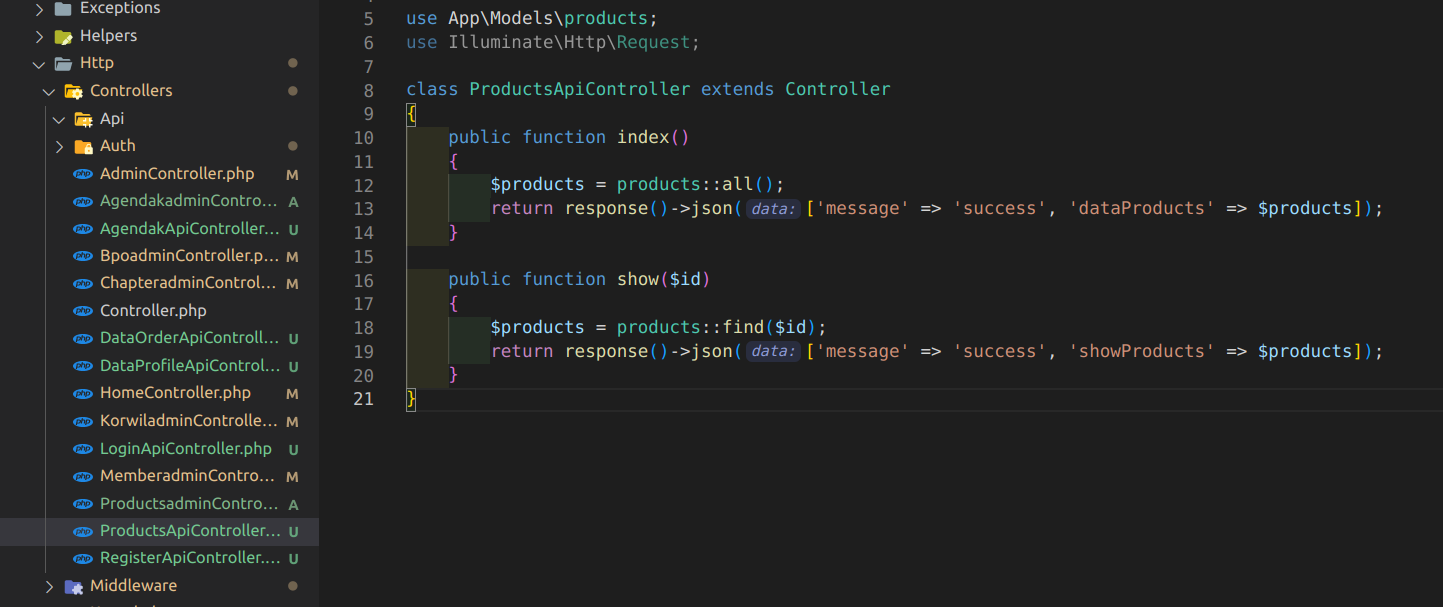 Exceptions
Helpers
Http
Controllers
Api
Auth
AdminController.php M
AgendakadminContro... A
AgendakApiController... U
BpoadminController.p... M
ChapteradminControl... M
Controller.php
DataOrderApiControll... U
DataProfileApiControl... U
HomeController.php M
KorwiladminControlle... M
LoginApiController.php U
MemberadminContro... M
ProductsadminContro... A
ProductsApiController... U
RegisterApiController.... U
Middleware
5 use App\Models\products;
6 use Illuminate\Http\Request;
7
8 class ProductsApiController extends Controller
9 {
10 public function index()
11 {
12 $products = products::all();
13 return response()->json( data: ['message' => 'success', 'dataProducts' => $products]);
14 }
15
16 public function show($id)
17 {
18 $products = products::find($id);
19 return response()->json( data: ['message' => 'success', 'showProducts' => $products]);
20 }
21 }